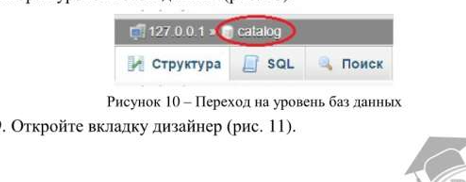 127.0.0.1 » catalog
Структура SQL Поиск
Рисунок 10 – Переход на уровень баз данных
. Откройте вкладку дизайнер (рис. 11).